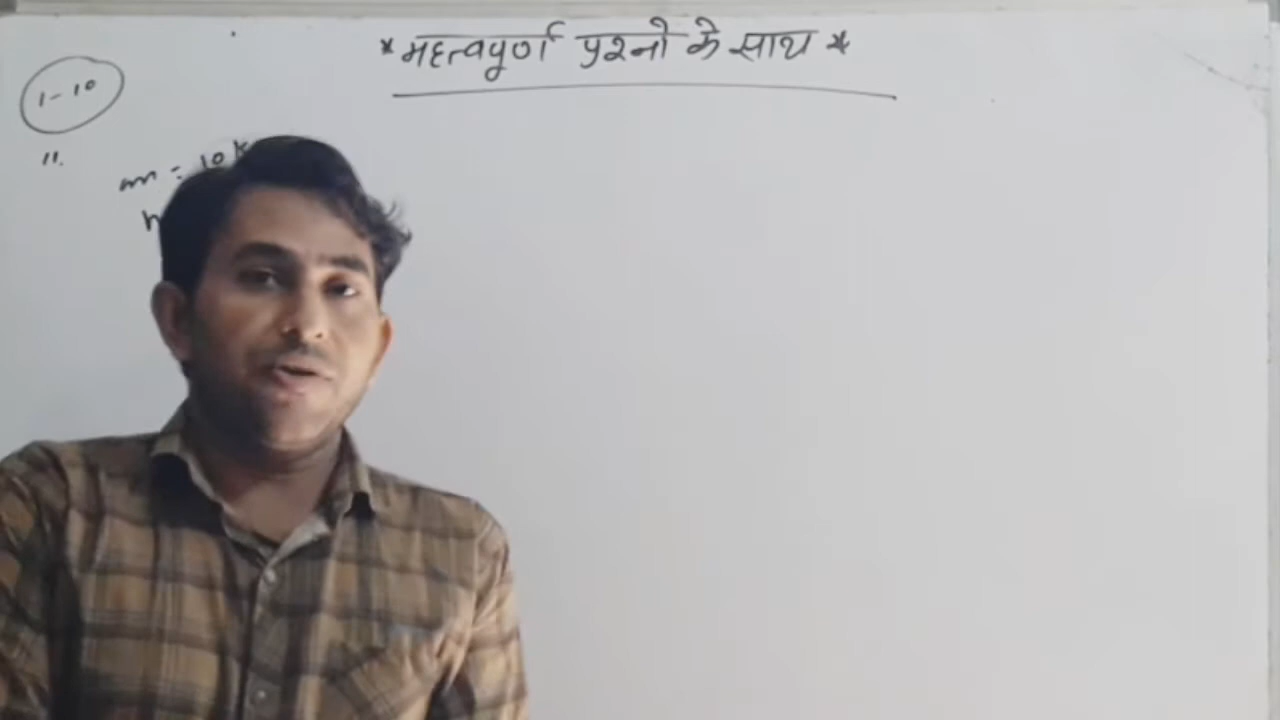 * महत्वपूर्ण प्रश्नो के साथ *
1-10
11.
m = 10 k
h